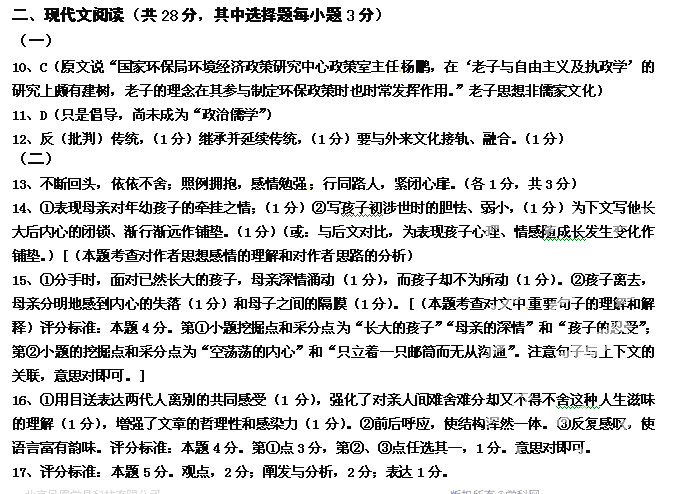 二、现代文阅读（共28分，其中选择题每小题3分）
（一）
10、C（原文说“国家环保局环境经济政策研究中心政策室主任杨鹏，在‘老子与自由主义及执政学’的
研究上颇有建树，老子的理念在其参与制定环保政策时也时常发挥作用。”老子思想非儒家文化）
11、D（只是倡导，尚未成为“政治儒学”）
12、反（批判）传统，（1分）继承并延续传统，（1分）要与外来文化接轨、融合。（1分）
（二）
13、不断回头，依依不舍；照例拥抱，感情勉强；行同路人，紧闭心扉。（各1分，共3分）
14、①表现母亲对年幼孩子的牵挂之情；（1分）②写孩子初涉世时的胆怯、弱小，（1分）为下文写他长
大后内心的闭锁、渐行渐远作铺垫。（1分）（或：与后文对比，为表现孩子心理、情感随成长发生变化作
铺垫。）[（本题考查对作者思想感情的理解和对作者思路的分析）
15、①分手时，面对已然长大的孩子，母亲深情涌动（1分），而孩子却不为所动（1分）。②孩子离去，
母亲分明地感到内心的失落（1分）和母子之间的隔膜（1分）。[（本题考查对文中重要句子的理解和解
释）评分标准：本题4分。第①小题挖掘点和采分点为“长大的孩子”“母亲的深情”和“孩子的忍受”；
第②小题的挖掘点和采分点为“空荡荡的内心”和“只立着一只邮筒而无从沟通”。注意句子与上下文的
关联，意思对即可。]
16、①用目送表达两代人离别的共同感受（1分），强化了对亲人间难舍难分却又不得不舍这种人生滋味
的理解（1分），增强了文章的哲理性和感染力（1分）。②前后呼应，使结构浑然一体。③反复感叹，使
语言富有韵味。评分标准：本题4分。第①点3分，第②、③点任选其一，1分。意思对即可。
17、评分标准：本题5分。观点，2分；阐发与分析，2分；表达1分。